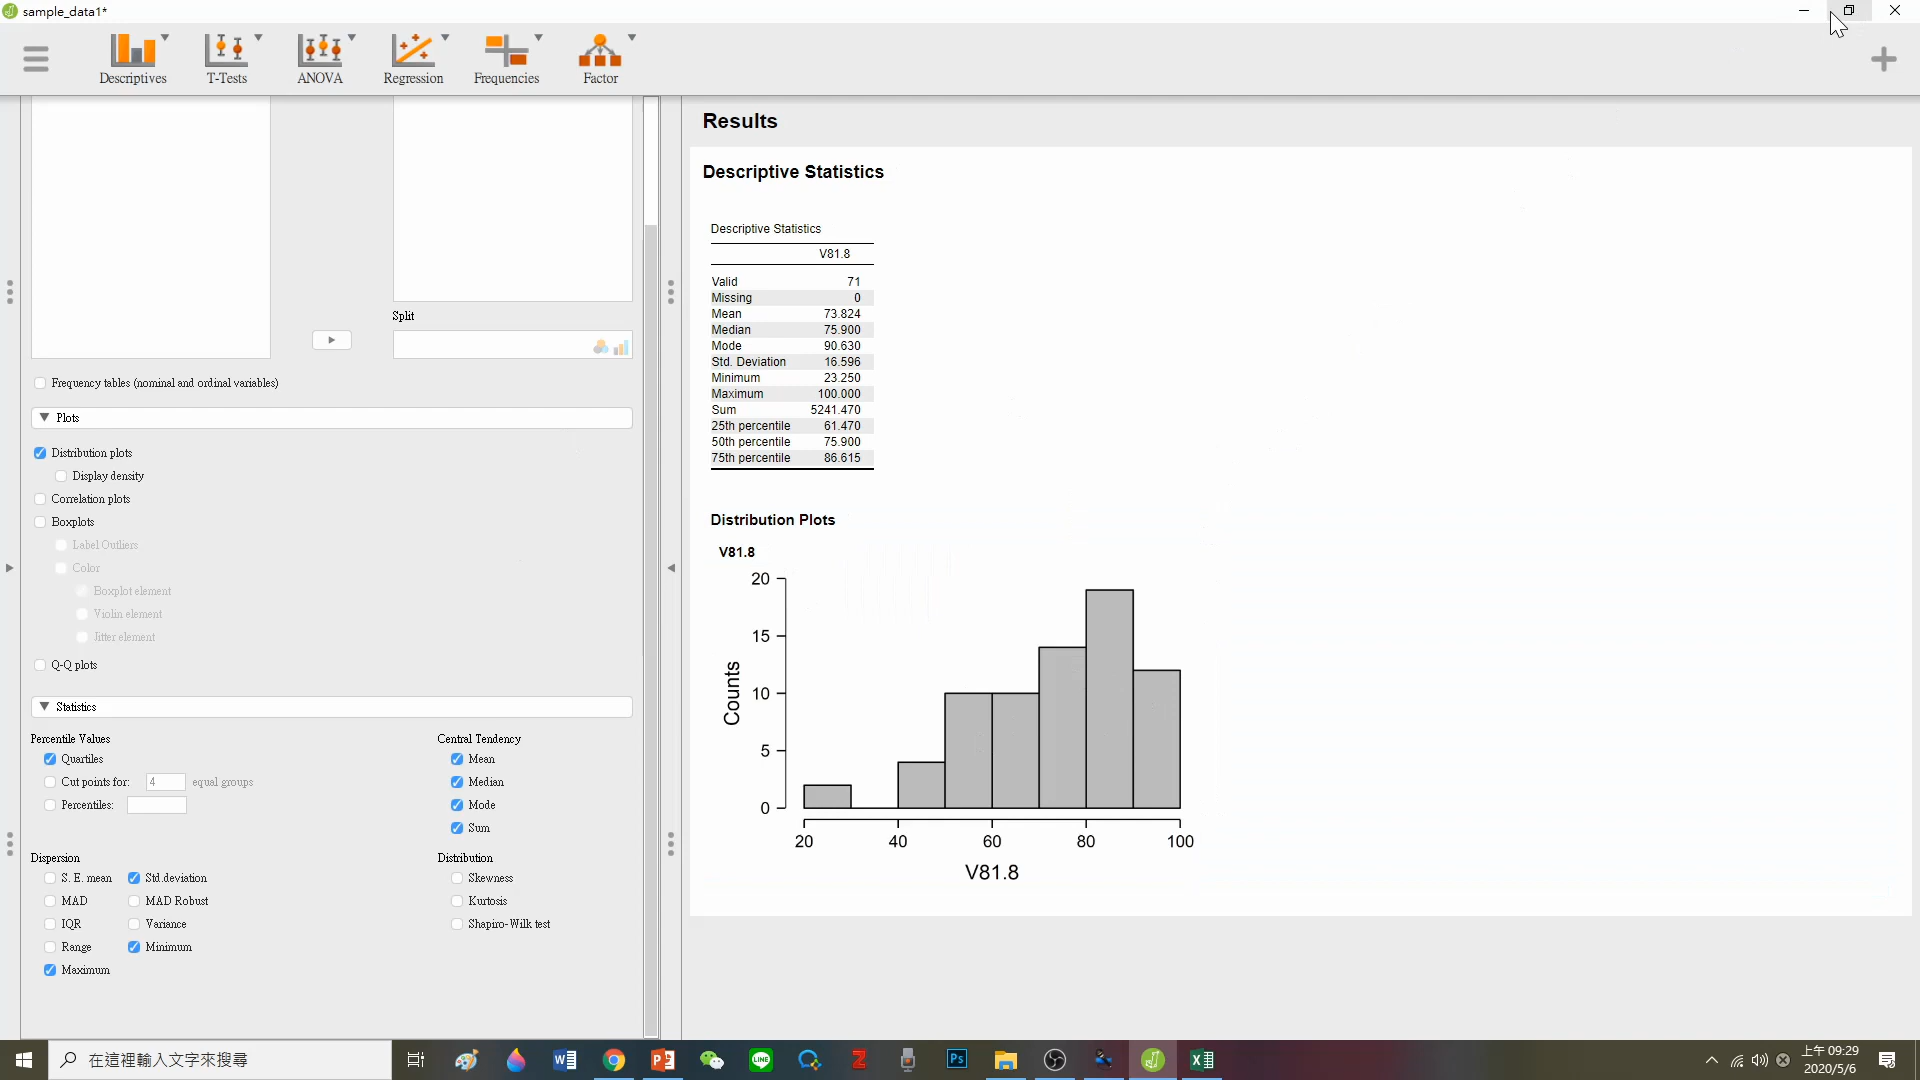 sample_data1*
Descriptives
T-Tests
ANOVA
Regression
Frequencies
Factor
Split
Frequency tables (nominal and ordinal variables)
Plots
Distribution plots
Display density
Correlation plots
Boxplots
Label Outliers
Color
Boxplot element
Violin element
Jitter element
Q-Q plots
Statistics
Percentile Values
Quartiles
Cut points for: 4 equal groups
Percentiles:
Central Tendency
Mean
Median
Mode
Sum
Dispersion
S. E. mean Std.deviation
MAD MAD Robust
IQR Variance
Range Minimum
Maximum
Distribution
Skewness
Kurtosis
Shapiro-Wilk test
Results
Descriptive Statistics
Descriptive Statistics
V81.8
Valid 71
Missing 0
Mean 73.824
Median 75.900
Mode 90.630
Std. Deviation 16.596
Minimum 23.250
Maximum 100.000
Sum 5241.470
25th percentile 61.470
50th percentile 75.900
75th percentile 86.615
Distribution Plots
V81.8
20
15
10
5
0
Counts
20 40 60 80 100
V81.8
在這裡輸入文字來搜尋
LINE
Ps
上午 09:29
2020/5/6